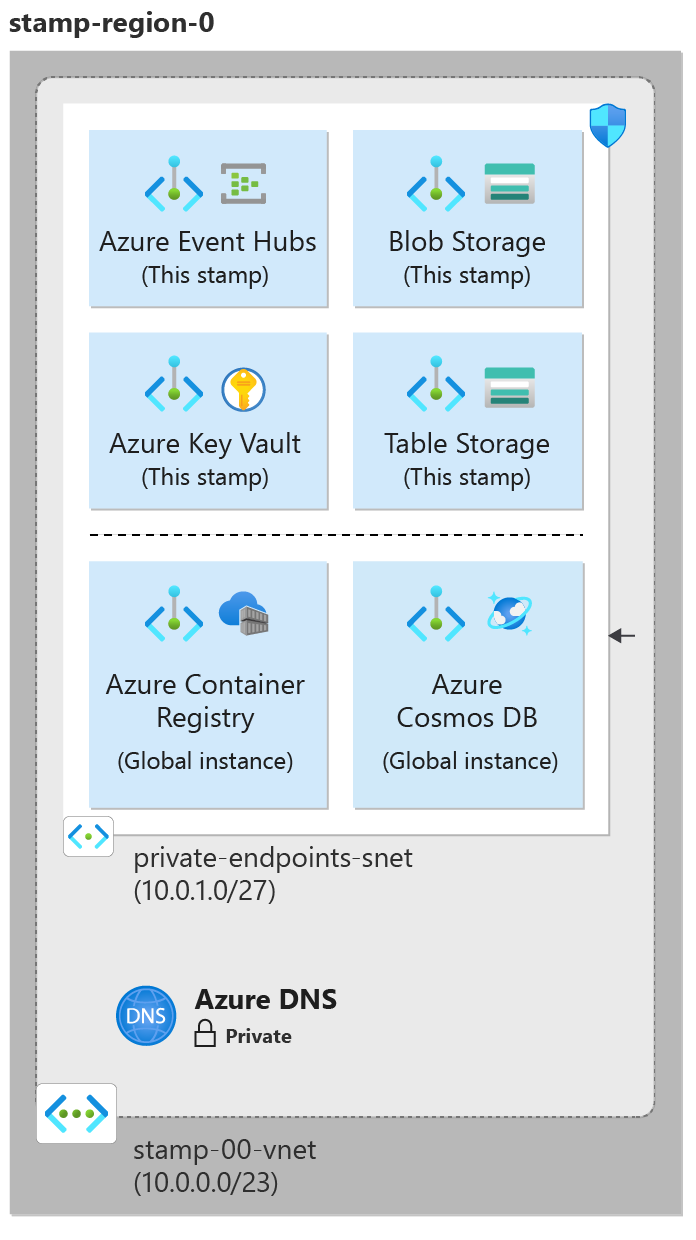 stamp-region-0
Azure Event Hubs
(This stamp)
Blob Storage
(This stamp)
Azure Key Vault
(This stamp)
Table Storage
(This stamp)
Azure Container
Registry
(Global instance)
Azure
Cosmos DB
(Global instance)
private-endpoints-snet
(10.0.1.0/27)
DNS
Azure DNS
Private
stamp-00-vnet
(10.0.0.0/23)